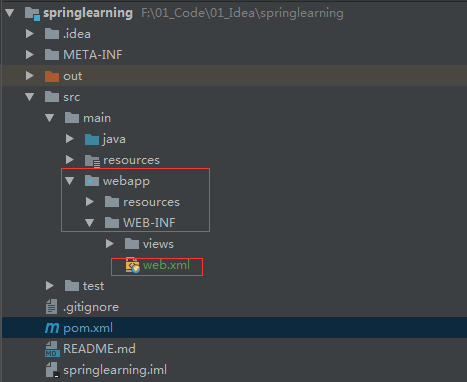 springlearning F:\01_Code\01_Idea\springlearning
.idea
META-INF
out
src
main
java
resources
webapp
resources
WEB-INF
views
web.xml
test
.gitignore
m pom.xml
MD README.md
springlearning.iml